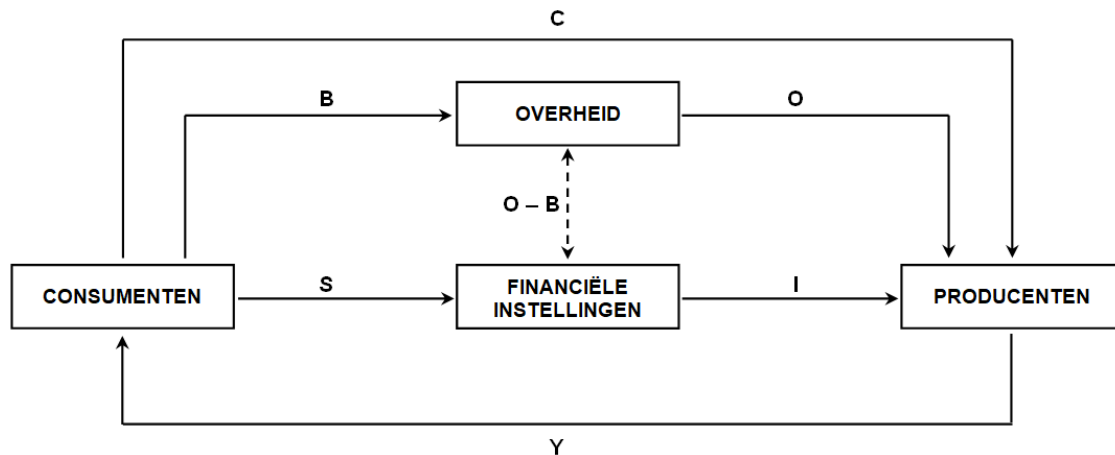 C
B
OVERHEID
O
O – B
CONSUMENTEN
S
FINANCIËLE
INSTELLINGEN
I
PRODUCENTEN
Y